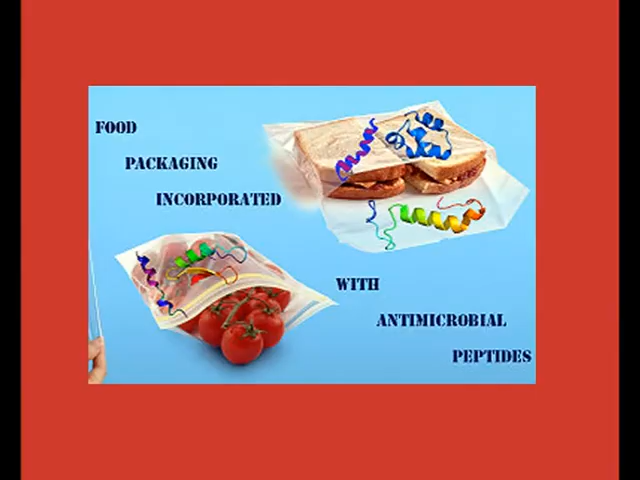 FOOD
PACKAGING
INCORPORATED
WITH
ANTIMICROBIAL
PEPTIDES